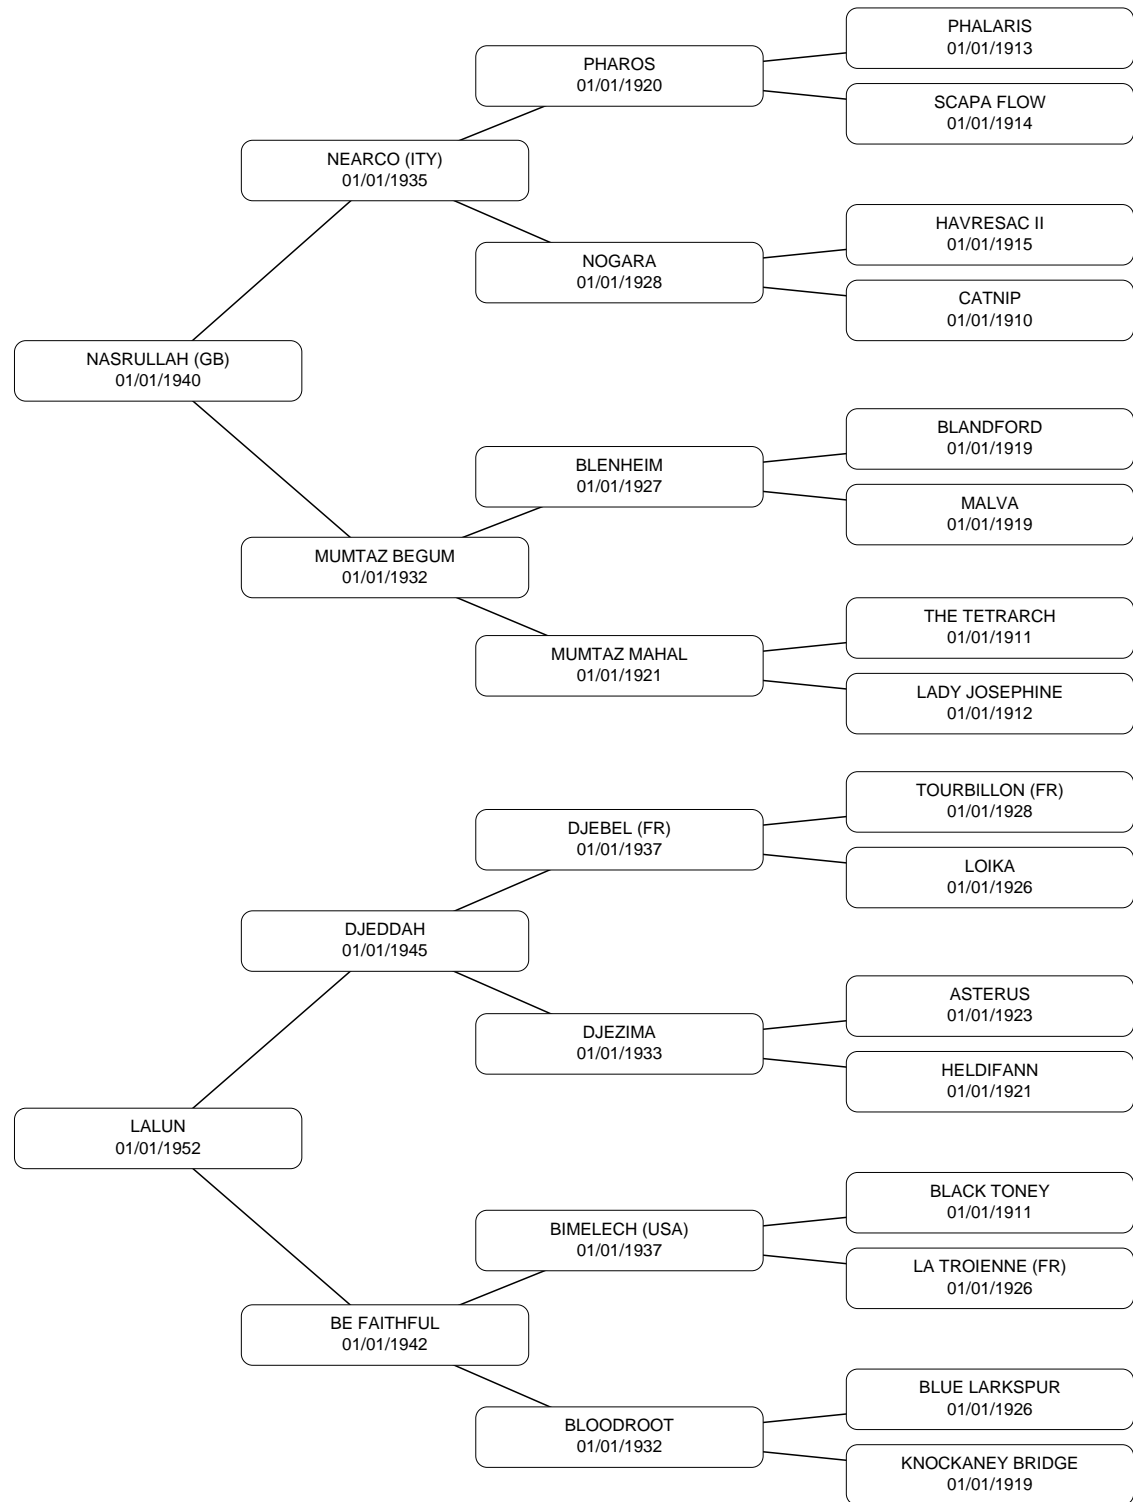 PHALARIS
01/01/1913
PHAROS
01/01/1920
SCAPA FLOW
01/01/1914
NEARCO (ITY)
01/01/1935
HAVRESAC II
01/01/1915
NOGARA
01/01/1928
CATNIP
01/01/1910
NASRULLAH (GB)
01/01/1940
BLANDFORD
01/01/1919
BLENHEIM
01/01/1927
MALVA
01/01/1919
MUMTAZ BEGUM
01/01/1932
THE TETRARCH
01/01/1911
MUMTAZ MAHAL
01/01/1921
LADY JOSEPHINE
01/01/1912
TOURBILLON (FR)
01/01/1928
DJEBEL (FR)
01/01/1937
LOIKA
01/01/1926
DJEDDAH
01/01/1945
ASTERUS
01/01/1923
DJEZIMA
01/01/1933
HELDIFANN
01/01/1921
LALUN
01/01/1952
BLACK TONEY
01/01/1911
BIMELECH (USA)
01/01/1937
LA TROIENNE (FR)
01/01/1926
BE FAITHFUL
01/01/1942
BLUE LARKSPUR
01/01/1926
BLOODROOT
01/01/1932
KNOCKANEY BRIDGE
01/01/1919